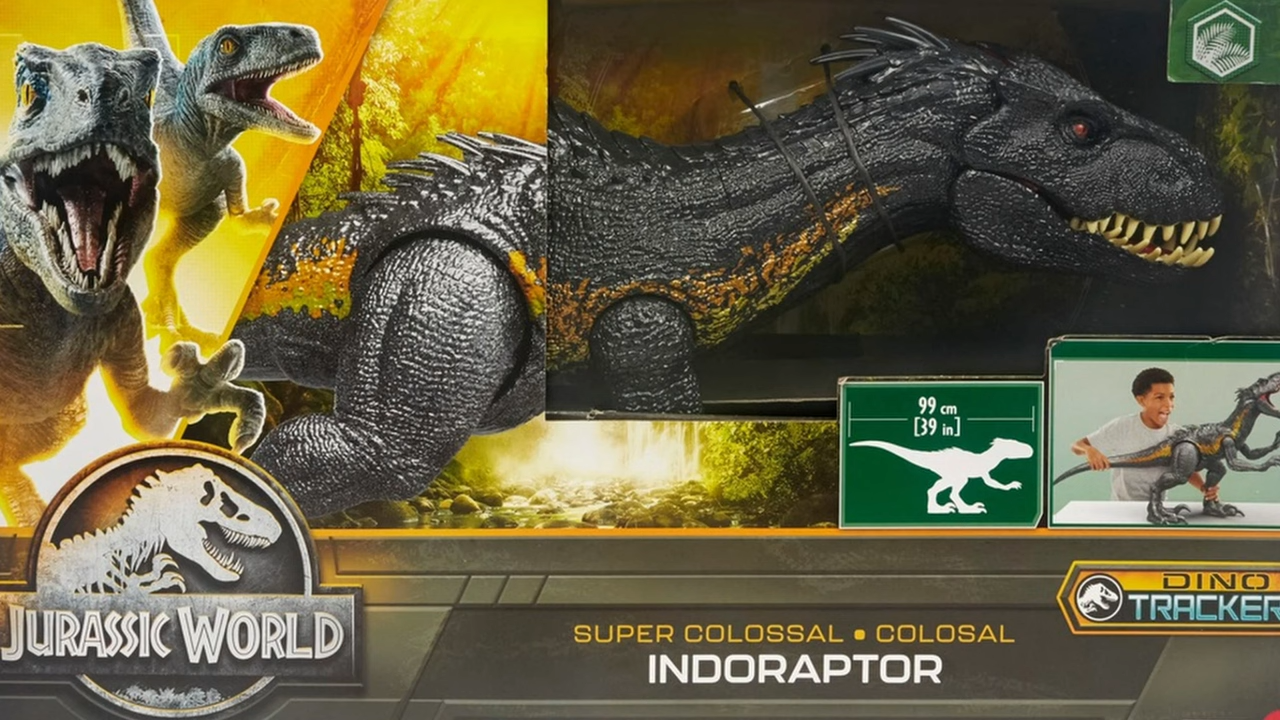 99 cm
[39 in]
JURASSIC WORLD
SUPER COLOSSAL • COLOSAL
INDORAPTOR
DINO
TRACKER